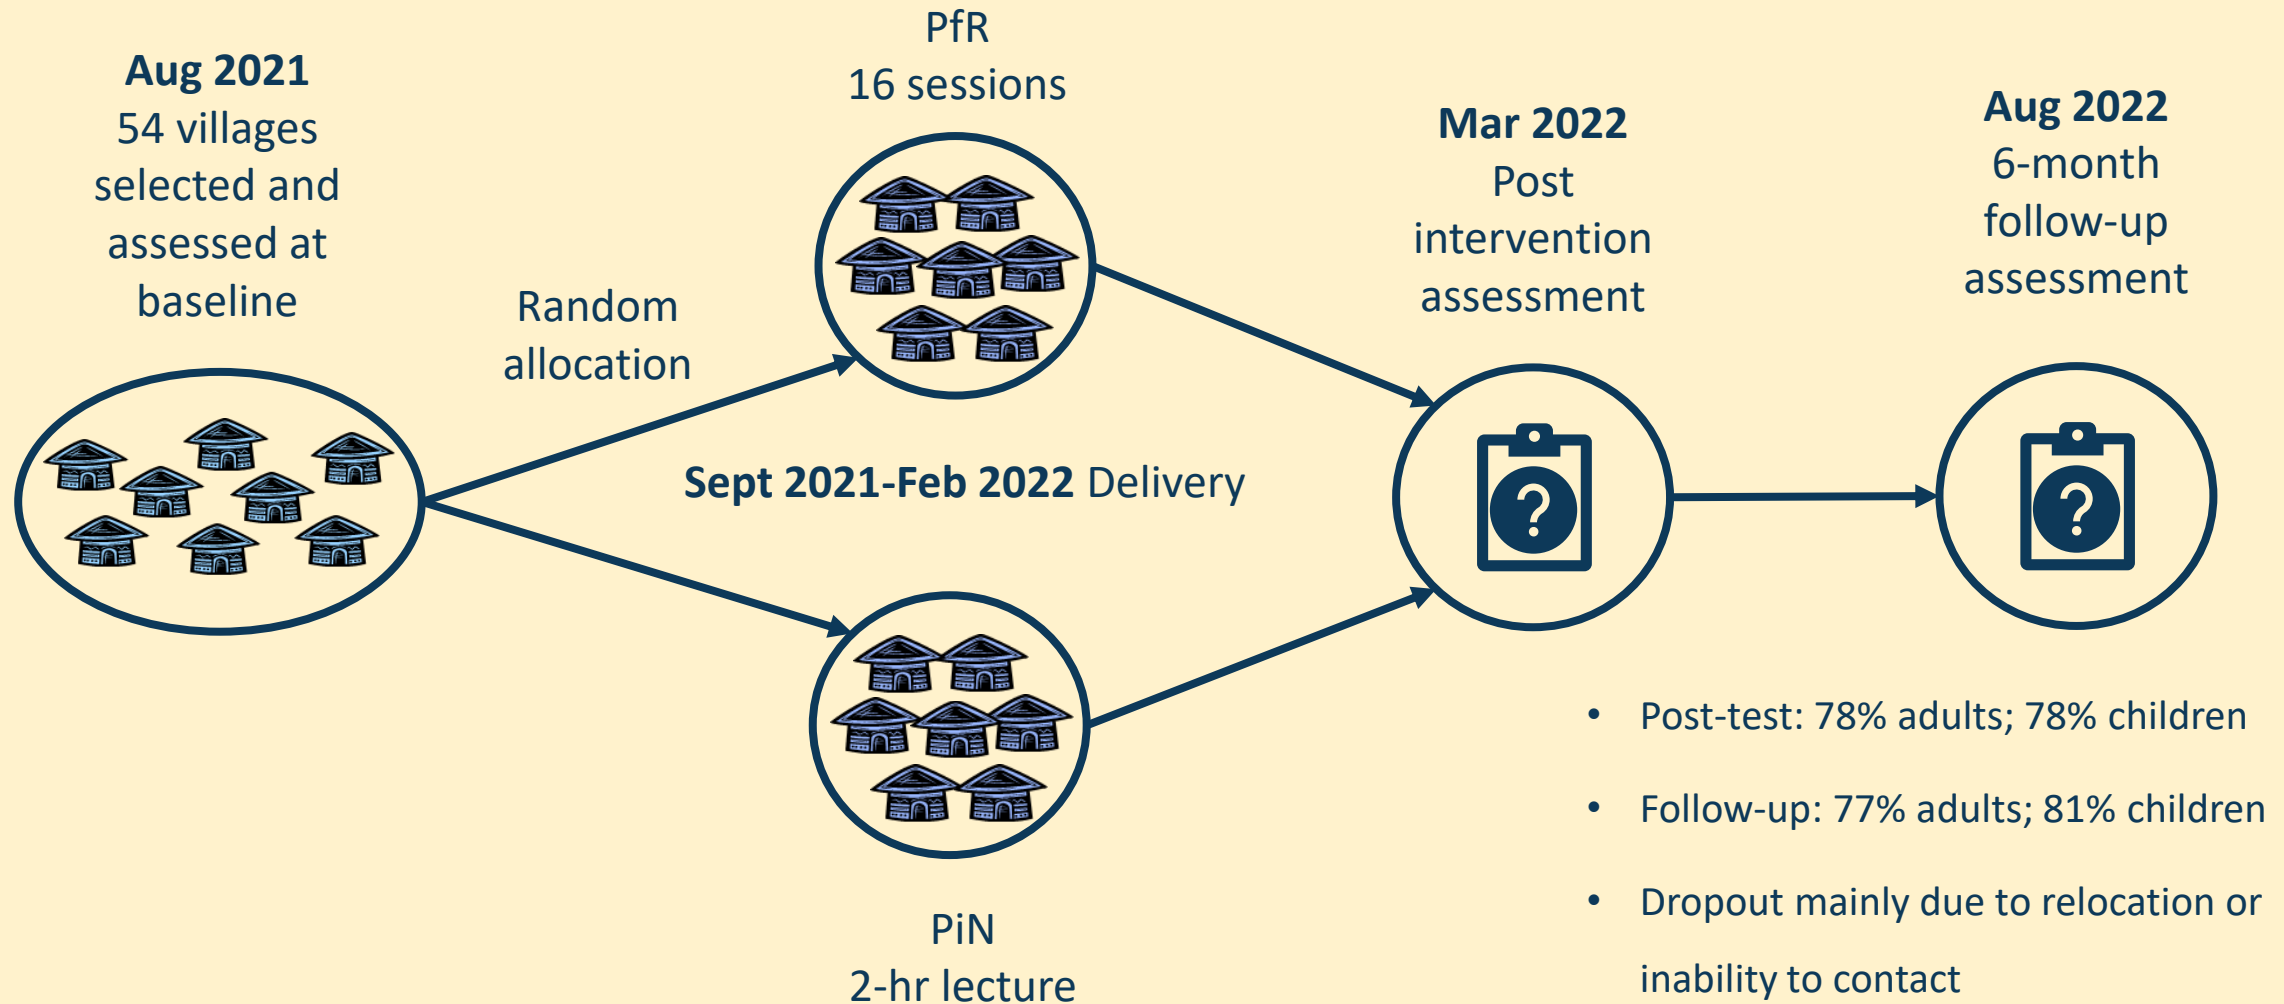 Aug 2021
54 villages
selected and
assessed at
baseline
Random
allocation
PfR
16 sessions
Sept 2021-Feb 2022 Delivery
PiN
2-hr lecture
Mar 2022
Post
intervention
assessment
?
Aug 2022
6-month
follow-up
assessment
?
• Post-test: 78% adults; 78% children
• Follow-up: 77% adults; 81% children
• Dropout mainly due to relocation or
inability to contact